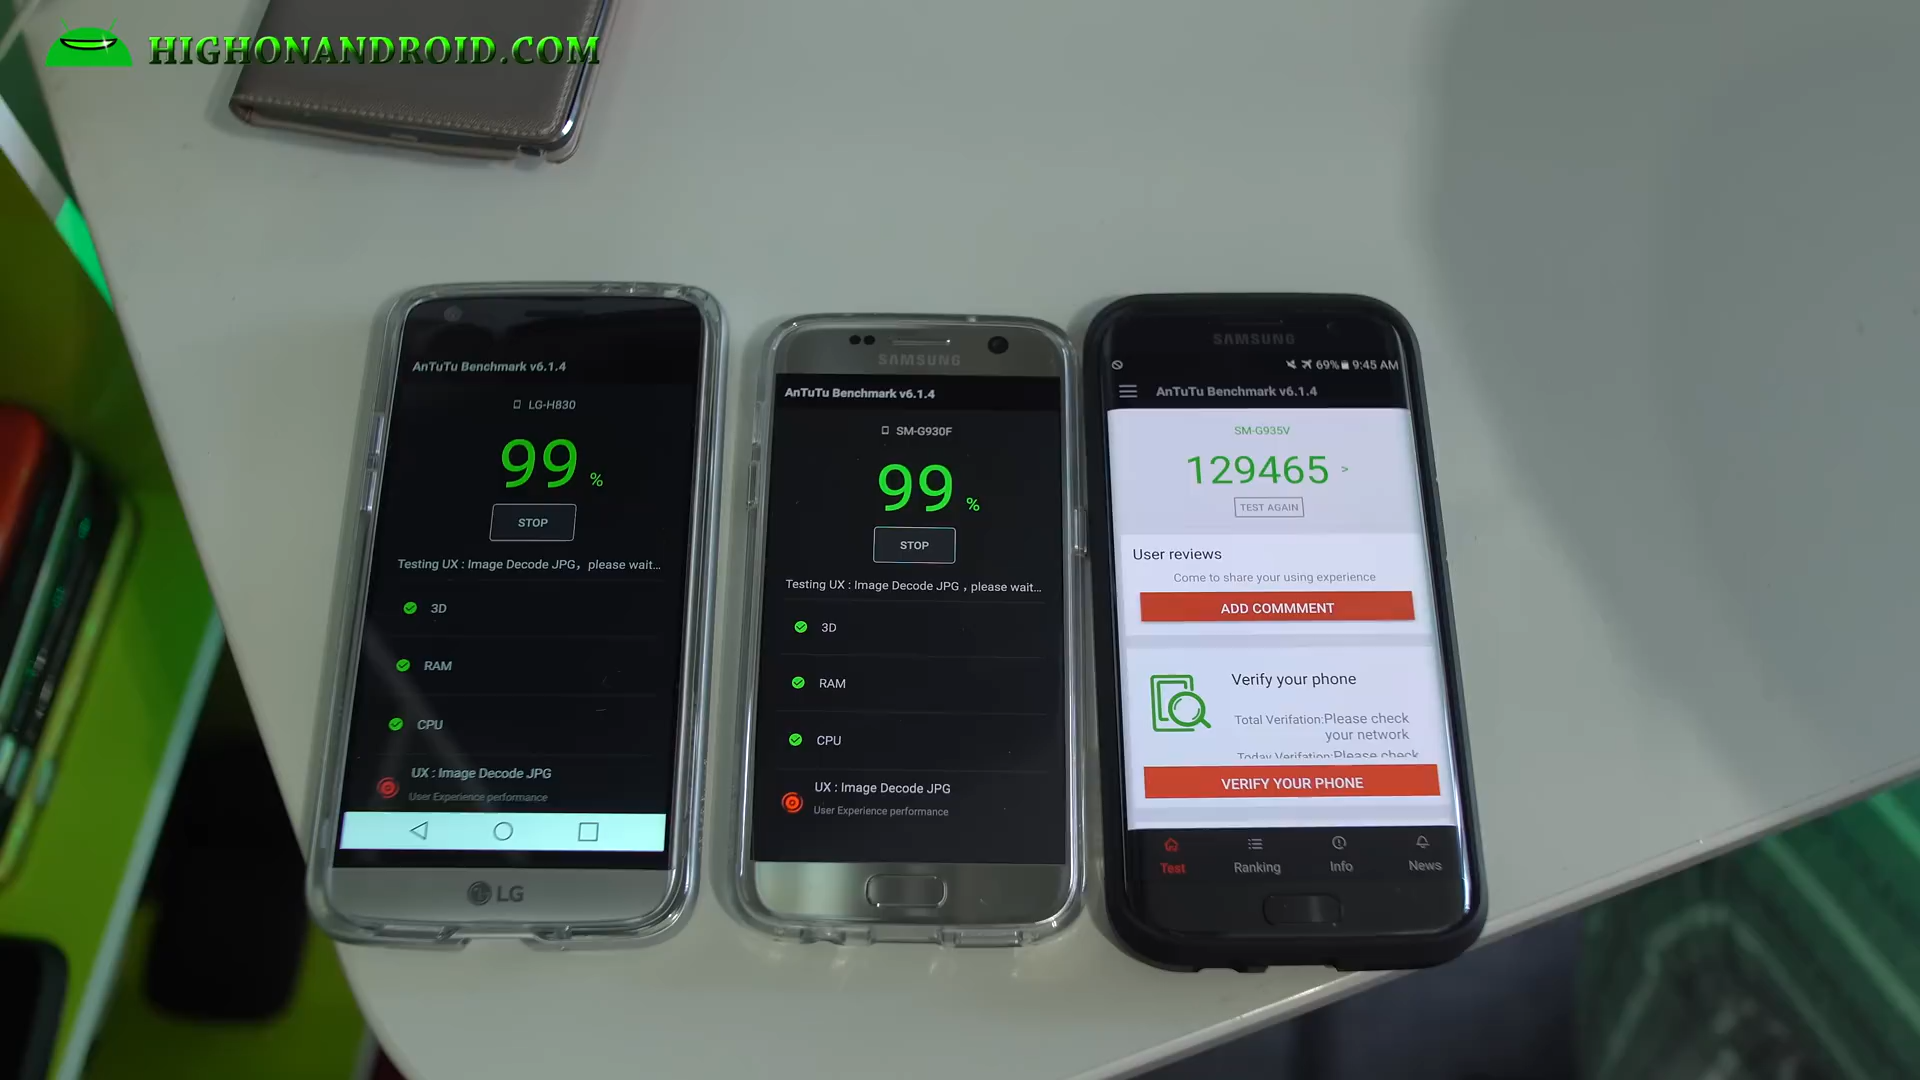 HIGHONANDROID.COM
AnTuTu Benchmark v6.1.4
LG-H830
99 %
STOP
Testing UX : Image Decode JPG, please wait...
3D
RAM
CPU
UX : Image Decode JPG
User Experience performance
LG
SAMSUNG
AnTuTu Benchmark v6.1.4
SM-G930F
99 %
STOP
Testing UX : Image Decode JPG , please wait...
3D
RAM
CPU
UX : Image Decode JPG
User Experience performance
SAMSUNG
69% 9:45 AM
AnTuTu Benchmark v6.1.4
SM-G935V
129465 >
TEST AGAIN
User reviews
Come to share your using experience
ADD COMMMENT
Verify your phone
Total Verifation:Please check
your network
Today Verifation:Please check
VERIFY YOUR PHONE
Test Ranking Info News